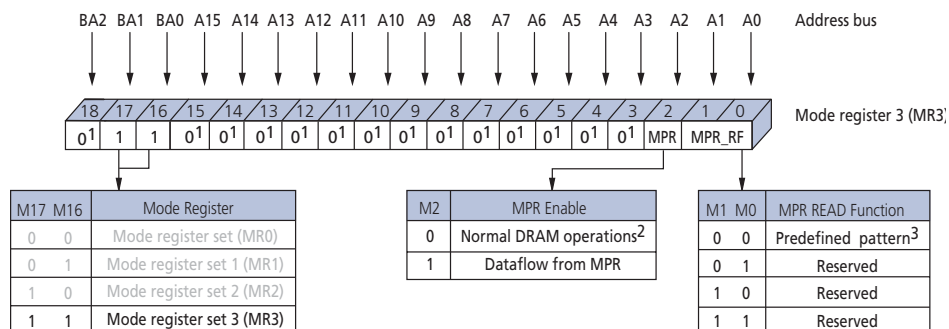 BA2 BA1 BA0 A15 A14 A13 A12 A11 A10 A9 A8 A7 A6 A5 A4 A3 A2 A1 A0 Address bus
18 17 16 15 14 13 12 11 10 9 8 7 6 5 4 3 2 1 0 Mode register 3 (MR3)
0¹ 1 1 0¹ 0¹ 0¹ 0¹ 0¹ 0¹ 0¹ 0¹ 0¹ 0¹ 0¹ 0¹ 0¹ MPR MPR_RF
M17 M16 Mode Register
0 0 Mode register set (MR0)
0 1 Mode register set 1 (MR1)
1 0 Mode register set 2 (MR2)
1 1 Mode register set 3 (MR3)
M2 MPR Enable
0 Normal DRAM operations²
1 Dataflow from MPR
M1 M0 MPR READ Function
0 0 Predefined pattern³
0 1 Reserved
1 0 Reserved
1 1 Reserved